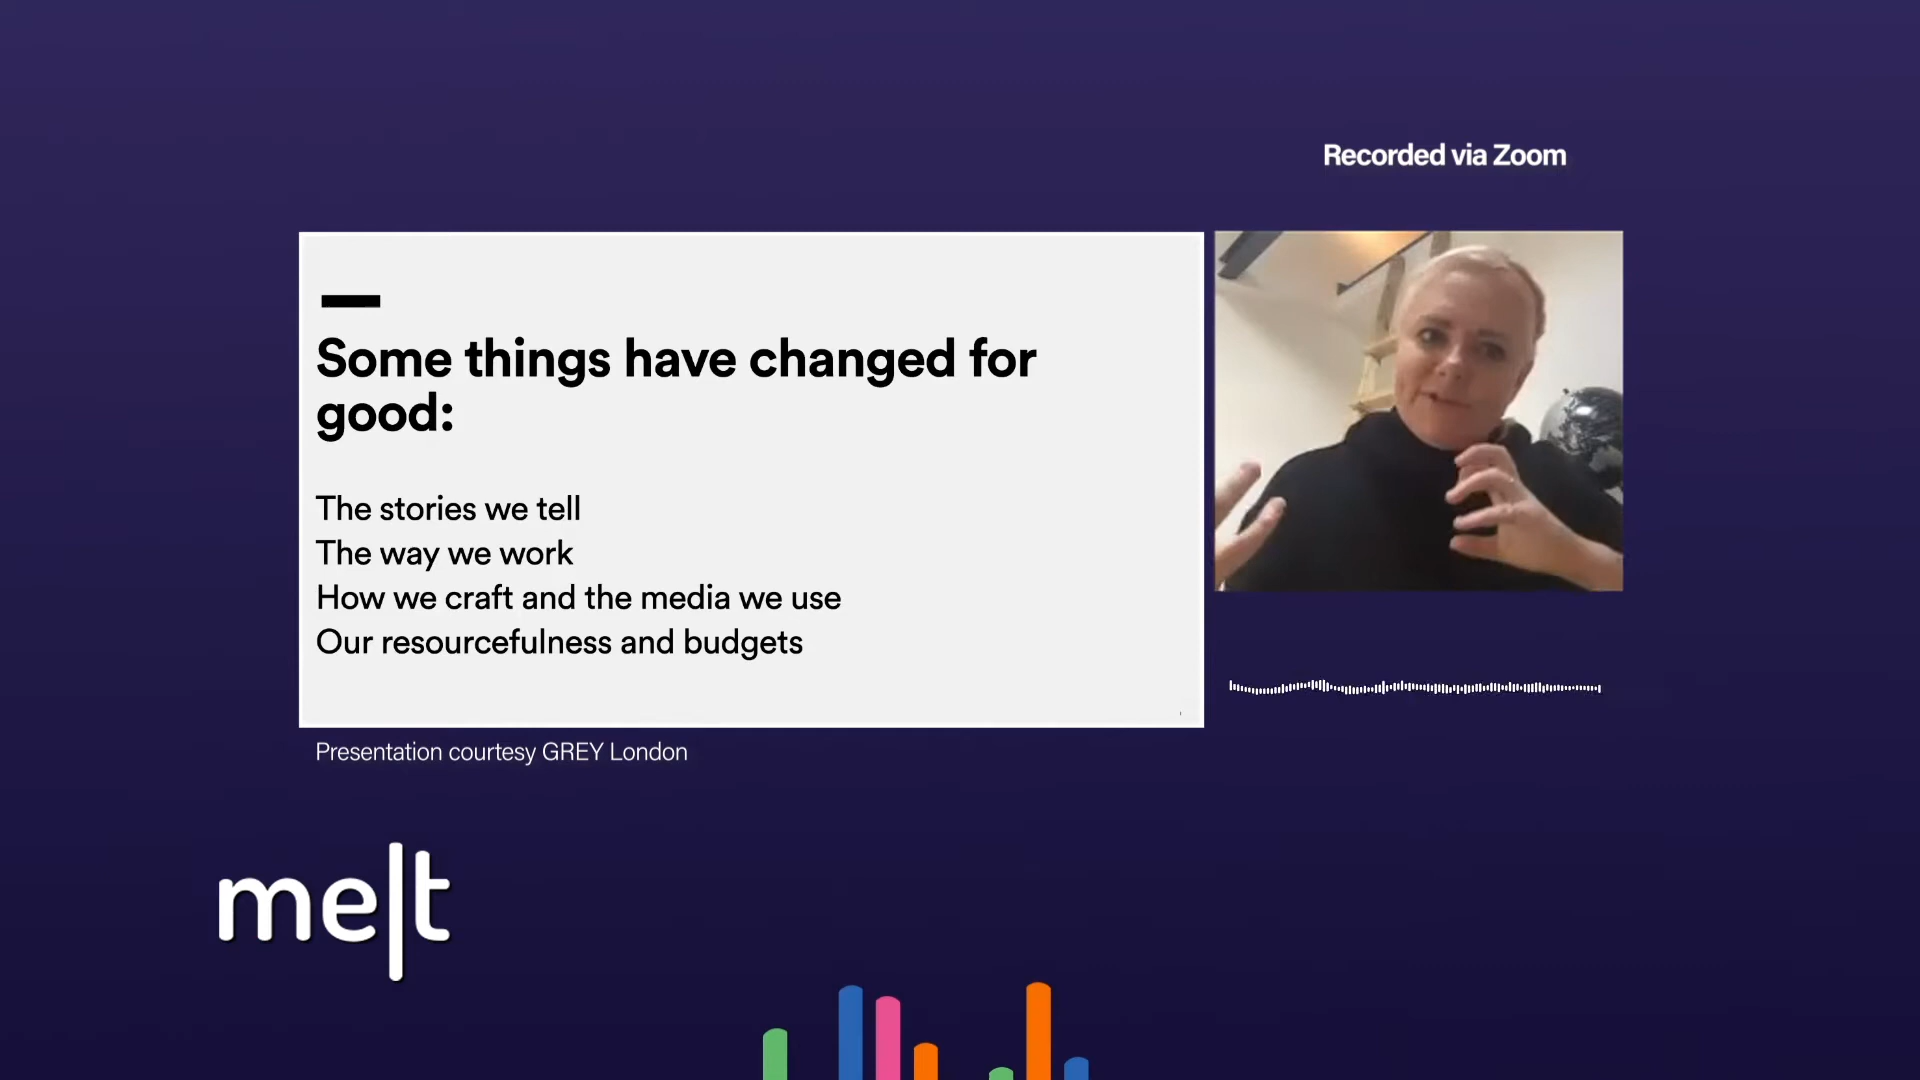 Recorded via Zoom
Some things have changed for
good:
The stories we tell
The way we work
How we craft and the media we use
Our resourcefulness and budgets
Presentation courtesy GREY London
melt